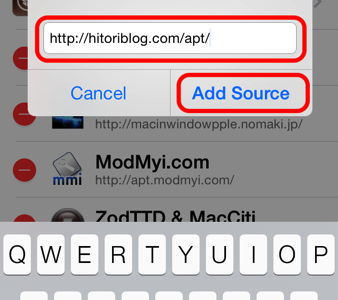 http://hitoriblog.com/apt/
Cancel
Add Source
http://macinwindowpple.nomaki.jp/
ModMyi.com
mmi
http://apt.modmyi.com/
ZodTTD & MacCiti
Q W E R T Y U I O P